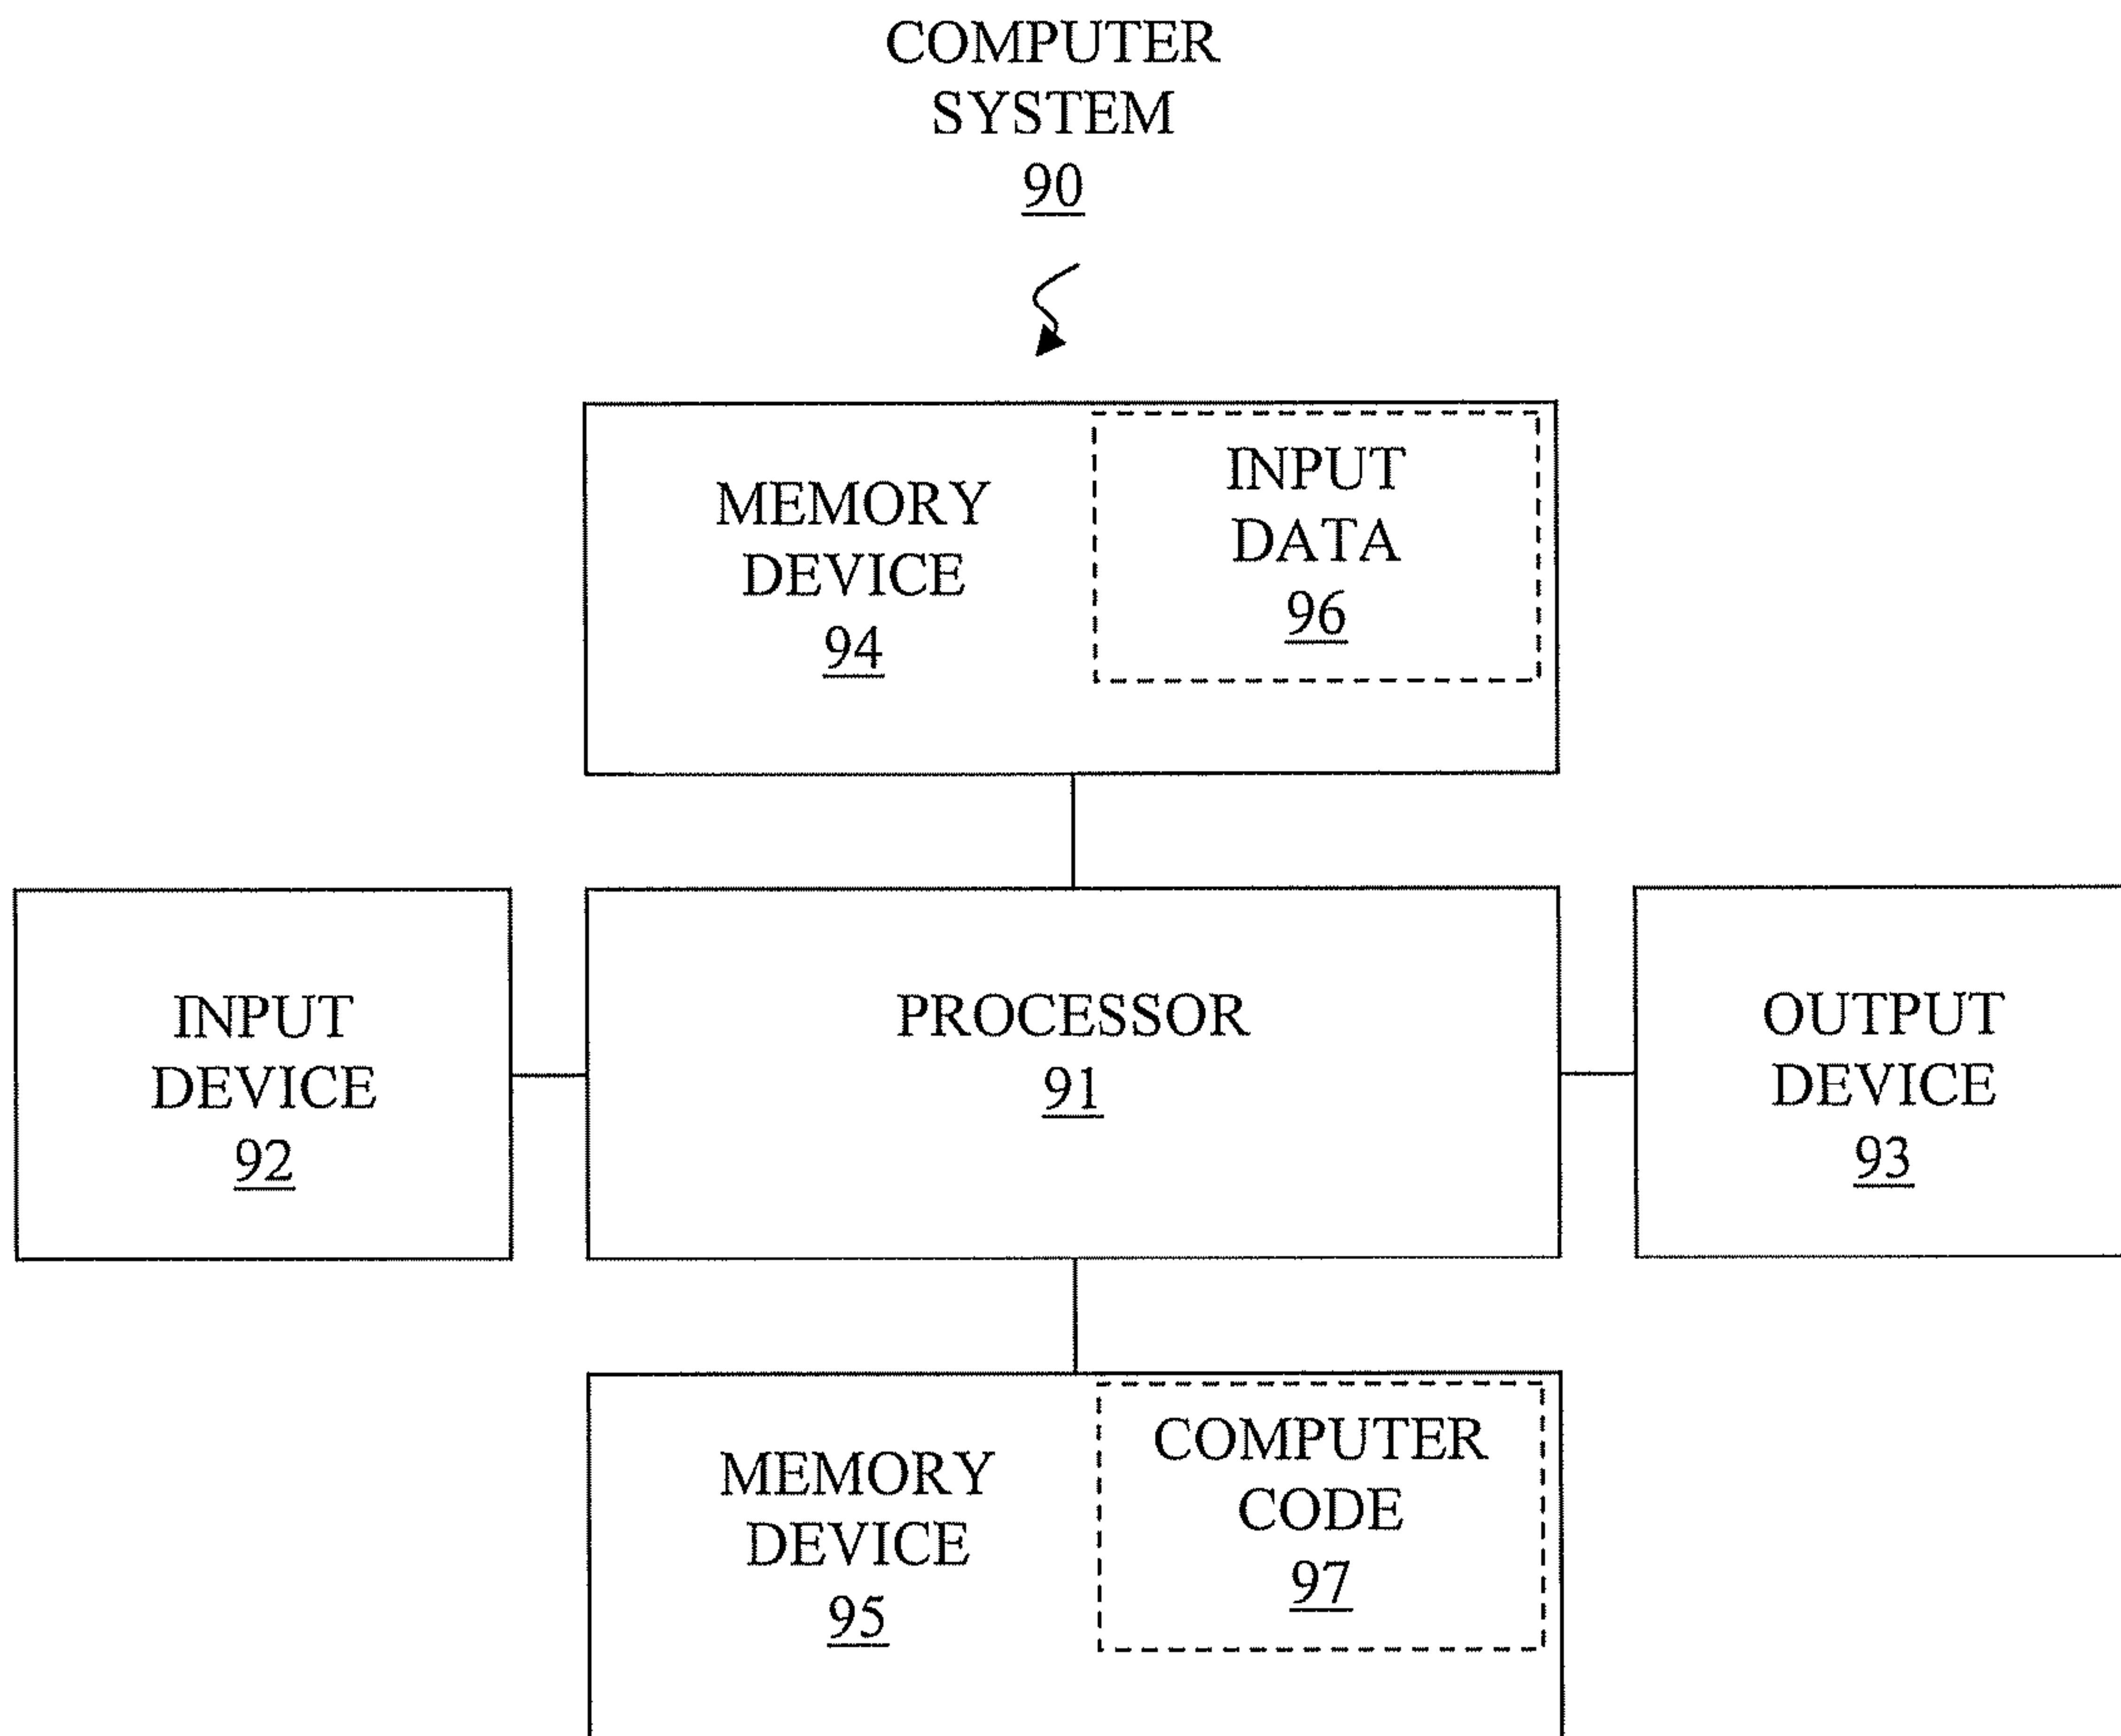 COMPUTER
SYSTEM
90
MEMORY
DEVICE
94
INPUT
DATA
96
INPUT
DEVICE
92
PROCESSOR
91
OUTPUT
DEVICE
93
MEMORY
DEVICE
95
COMPUTER
CODE
97